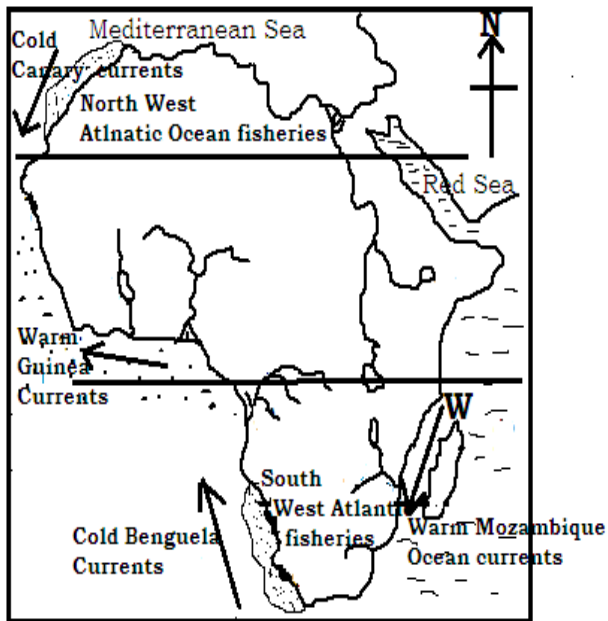 Mediterranean Sea
N
Cold
Canary currents
North West
Atlnatic Ocean fisheries
Red Sea
Warm
Guinea
Currents
W
South
West Atlantic
fisheries
Cold Benguela
Currents
Warm Mozambique
Ocean currents